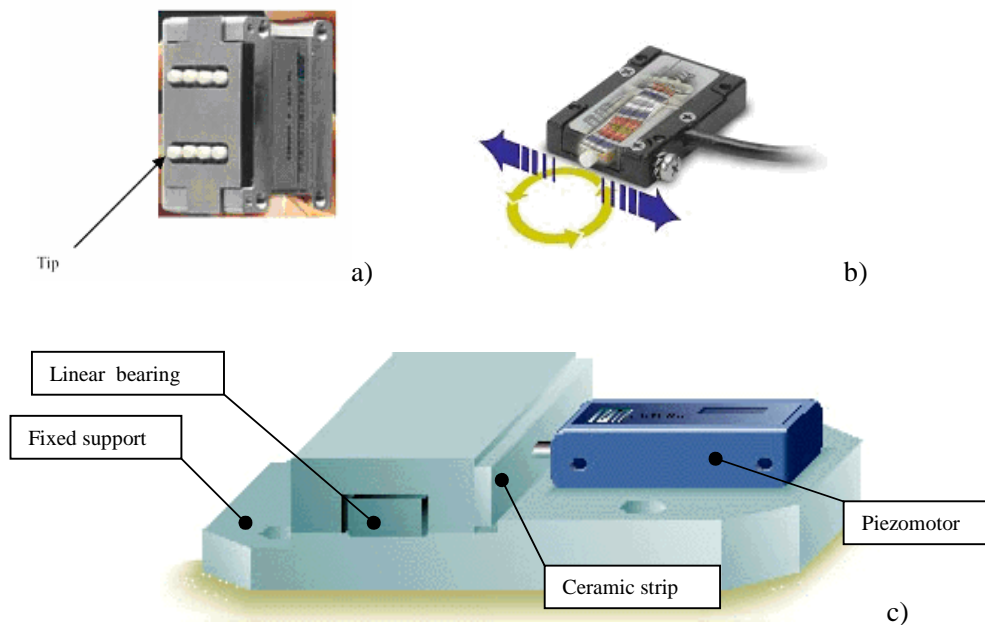 Tip
a)
b)
Linear bearing
Fixed support
Piezomotor
Ceramic strip
c)